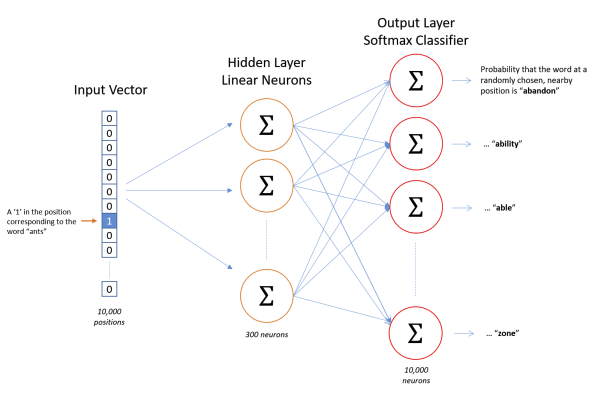 Output Layer
Softmax Classifier
Hidden Layer
Linear Neurons
Input Vector
0
0
0
0
0
0
0
1
0
0
0
A ‘1’ in the position
corresponding to the
word “ants”
10,000
positions
Σ
Σ
Σ
300 neurons
Σ
Σ
Σ
Σ
10,000
neurons
Probability that the word at a
randomly chosen, nearby
position is “abandon”
... “ability”
... “able”
... “zone”